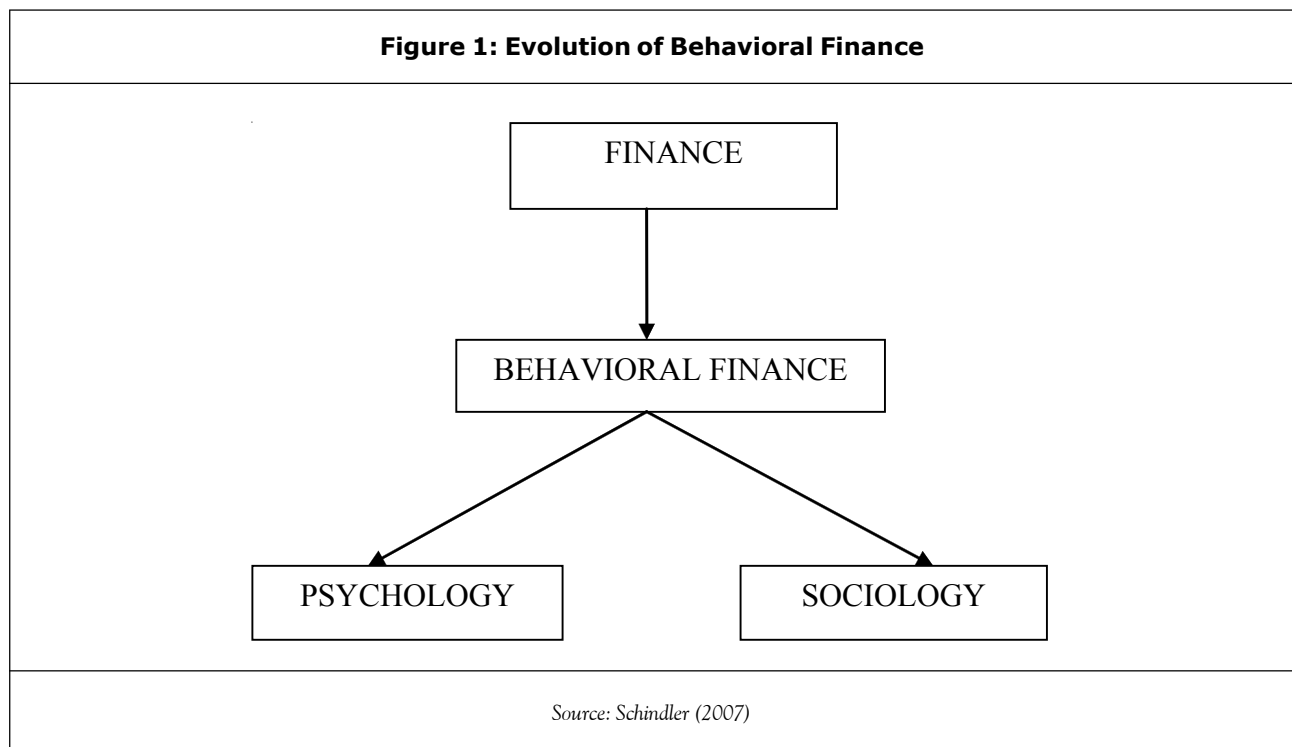 Figure 1: Evolution of Behavioral Finance
FINANCE
BEHAVIORAL FINANCE
PSYCHOLOGY
SOCIOLOGY
Source: Schindler (2007)